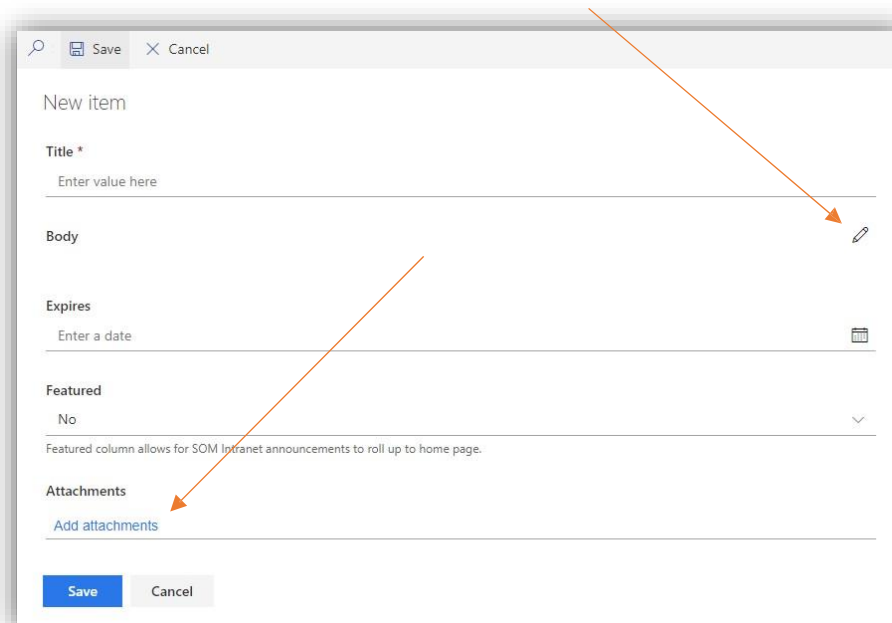 Save Cancel
New item
Title *
Enter value here
Body
Expires
Enter a date
Featured
No
Featured column allows for SOM Intranet announcements to roll up to home page.
Attachments
Add attachments
Save Cancel